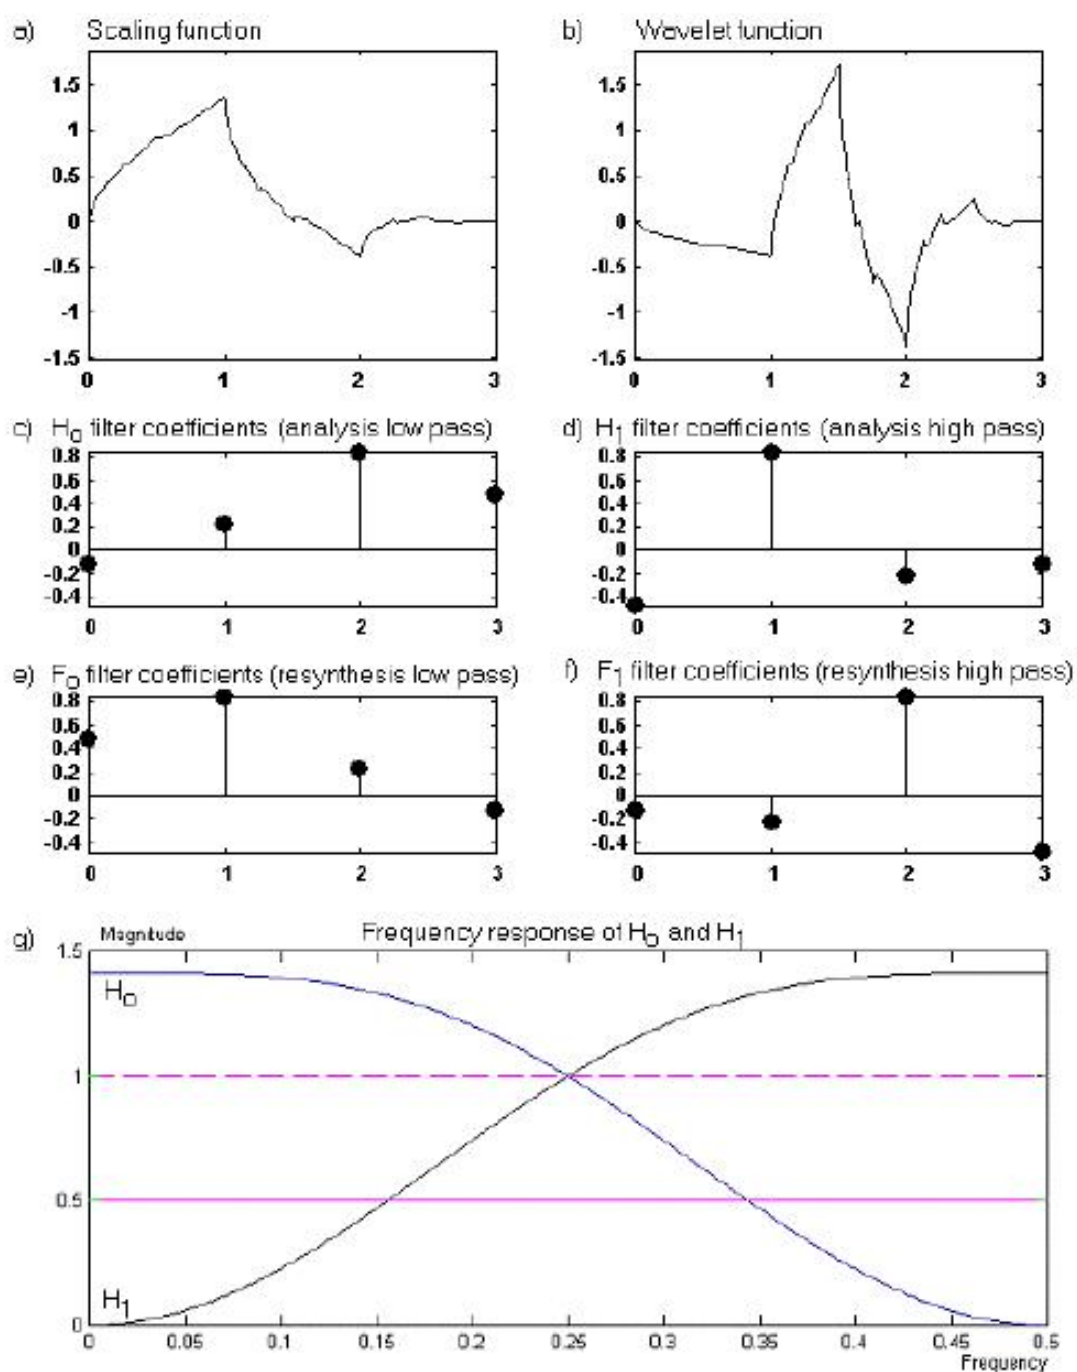 a) Scaling function
b) Wavelet function
1.5
1
0.5
0
-0.5
-1
-1.5
0 1 2 3
1.5
1
0.5
0
-0.5
-1
-1.5
0 1 2 3
c) H0 filter coefficients (analysis low pass)
d) H1 filter coefficients (analysis high pass)
0.8
0.6
0.4
0.2
0
-0.2
-0.4
0 1 2 3
0.8
0.6
0.4
0.2
0
-0.2
-0.4
0 1 2 3
e) F0 filter coefficients (resynthesis low pass)
f) F1 filter coefficients (resynthesis high pass)
0.8
0.6
0.4
0.2
0
-0.2
-0.4
0 1 2 3
0.8
0.6
0.4
0.2
0
-0.2
-0.4
0 1 2 3
g) Magnitude Frequency response of H0 and H1
1.5
H0
1
0.5
H1
0
0 0.05 0.1 0.15 0.2 0.25 0.3 0.35 0.4 0.45 0.5
Frequency